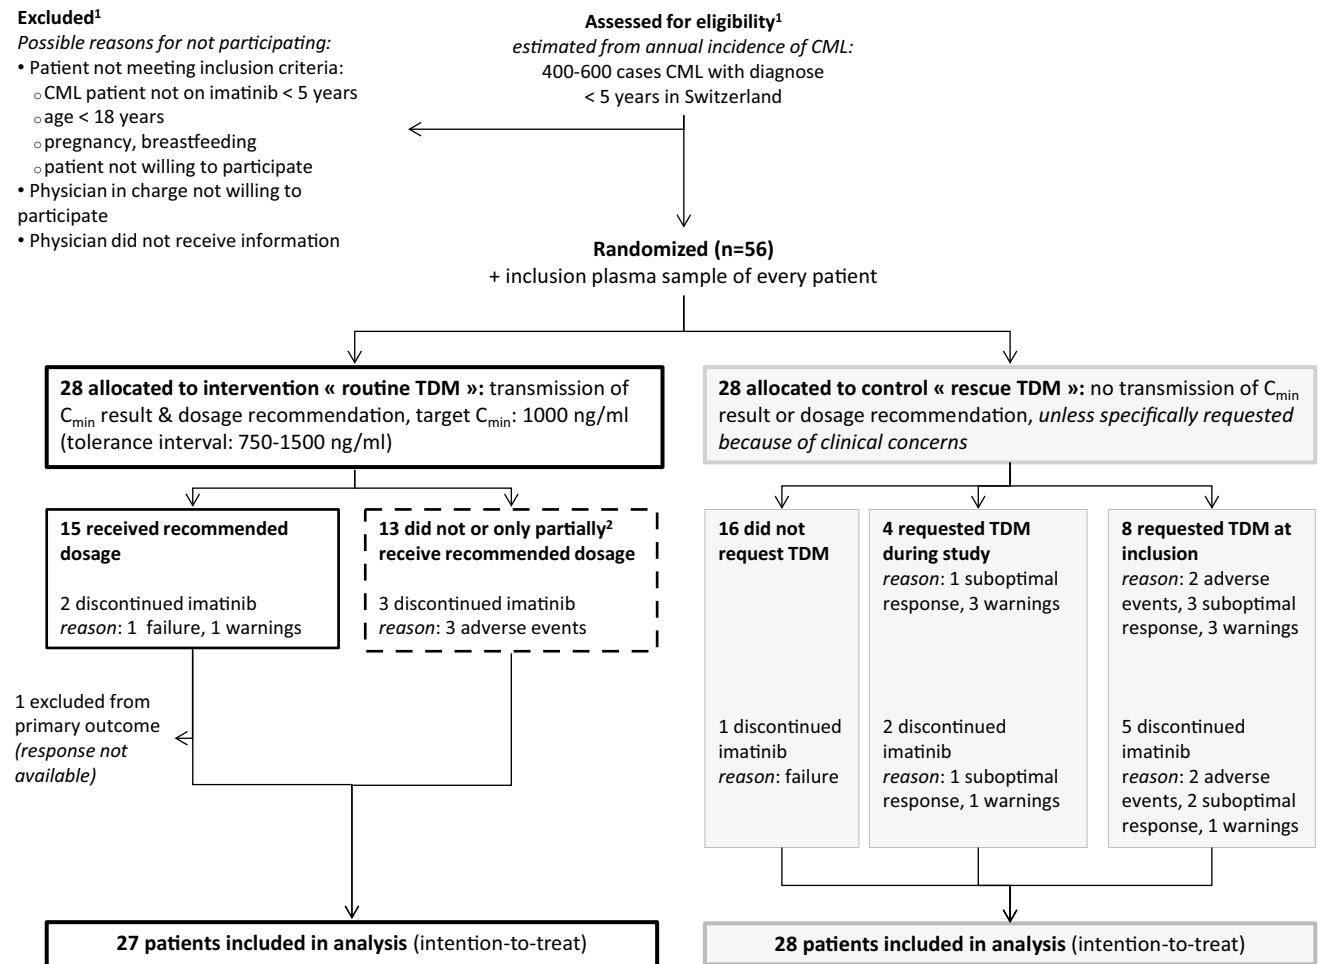 Excluded¹
Possible reasons for not participating:
• Patient not meeting inclusion criteria:
○ CML patient not on imatinib < 5 years
○ age < 18 years
○ pregnancy, breastfeeding
○ patient not willing to participate
• Physician in charge not willing to
participate
• Physician did not receive information
Assessed for eligibility¹
estimated from annual incidence of CML:
400-600 cases CML with diagnose
< 5 years in Switzerland
Randomized (n=56)
+ inclusion plasma sample of every patient
28 allocated to intervention « routine TDM »: transmission of
Cmin result & dosage recommendation, target Cmin: 1000 ng/ml
(tolerance interval: 750-1500 ng/ml)
28 allocated to control « rescue TDM »: no transmission of Cmin
result or dosage recommendation, unless specifically requested
because of clinical concerns
15 received recommended
dosage
2 discontinued imatinib
reason: 1 failure, 1 warnings
13 did not or only partially²
receive recommended dosage
3 discontinued imatinib
reason: 3 adverse events
16 did not
request TDM
1 discontinued
imatinib
reason: failure
4 requested TDM
during study
reason: 1 suboptimal
response, 3 warnings
2 discontinued
imatinib
reason: 1 suboptimal
response, 1 warnings
8 requested TDM at
inclusion
reason: 2 adverse
events, 3 suboptimal
response, 3 warnings
5 discontinued
imatinib
reason: 2 adverse
events, 2 suboptimal
response, 1 warnings
1 excluded from
primary outcome
(response not
available)
27 patients included in analysis (intention-to-treat)
28 patients included in analysis (intention-to-treat)